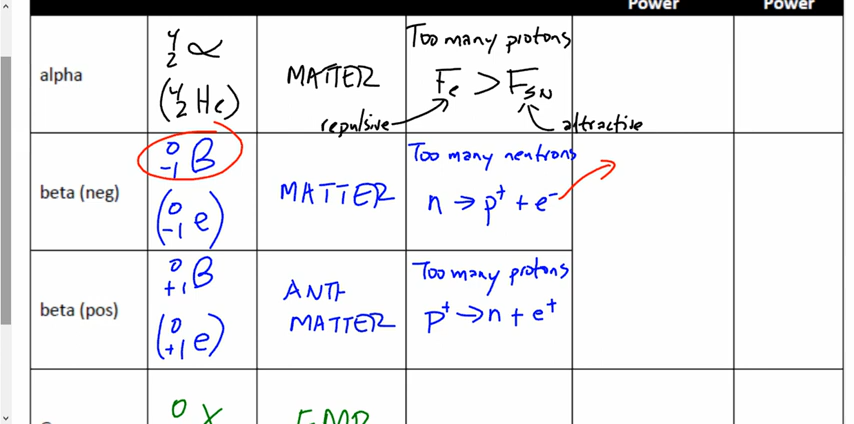 Power Power
alpha
4
2 α
(4
2 He)
MATTER
Too many protons
Fe > FSN
repulsive
attractive
beta (neg)
0
-1 B
(0
-1 e)
MATTER
Too many neutrons
n → p+ + e-
beta (pos)
0
+1 B
(0
+1 e)
ANTI
MATTER
Too many protons
p+ → n + e+
0